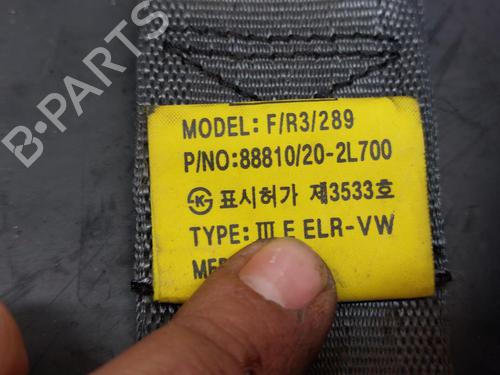 MODEL: F/R3/289
P/NO:88810/20-2L700
표시허가 제3533호
TYPE: III E ELR-VW
B-PARTS